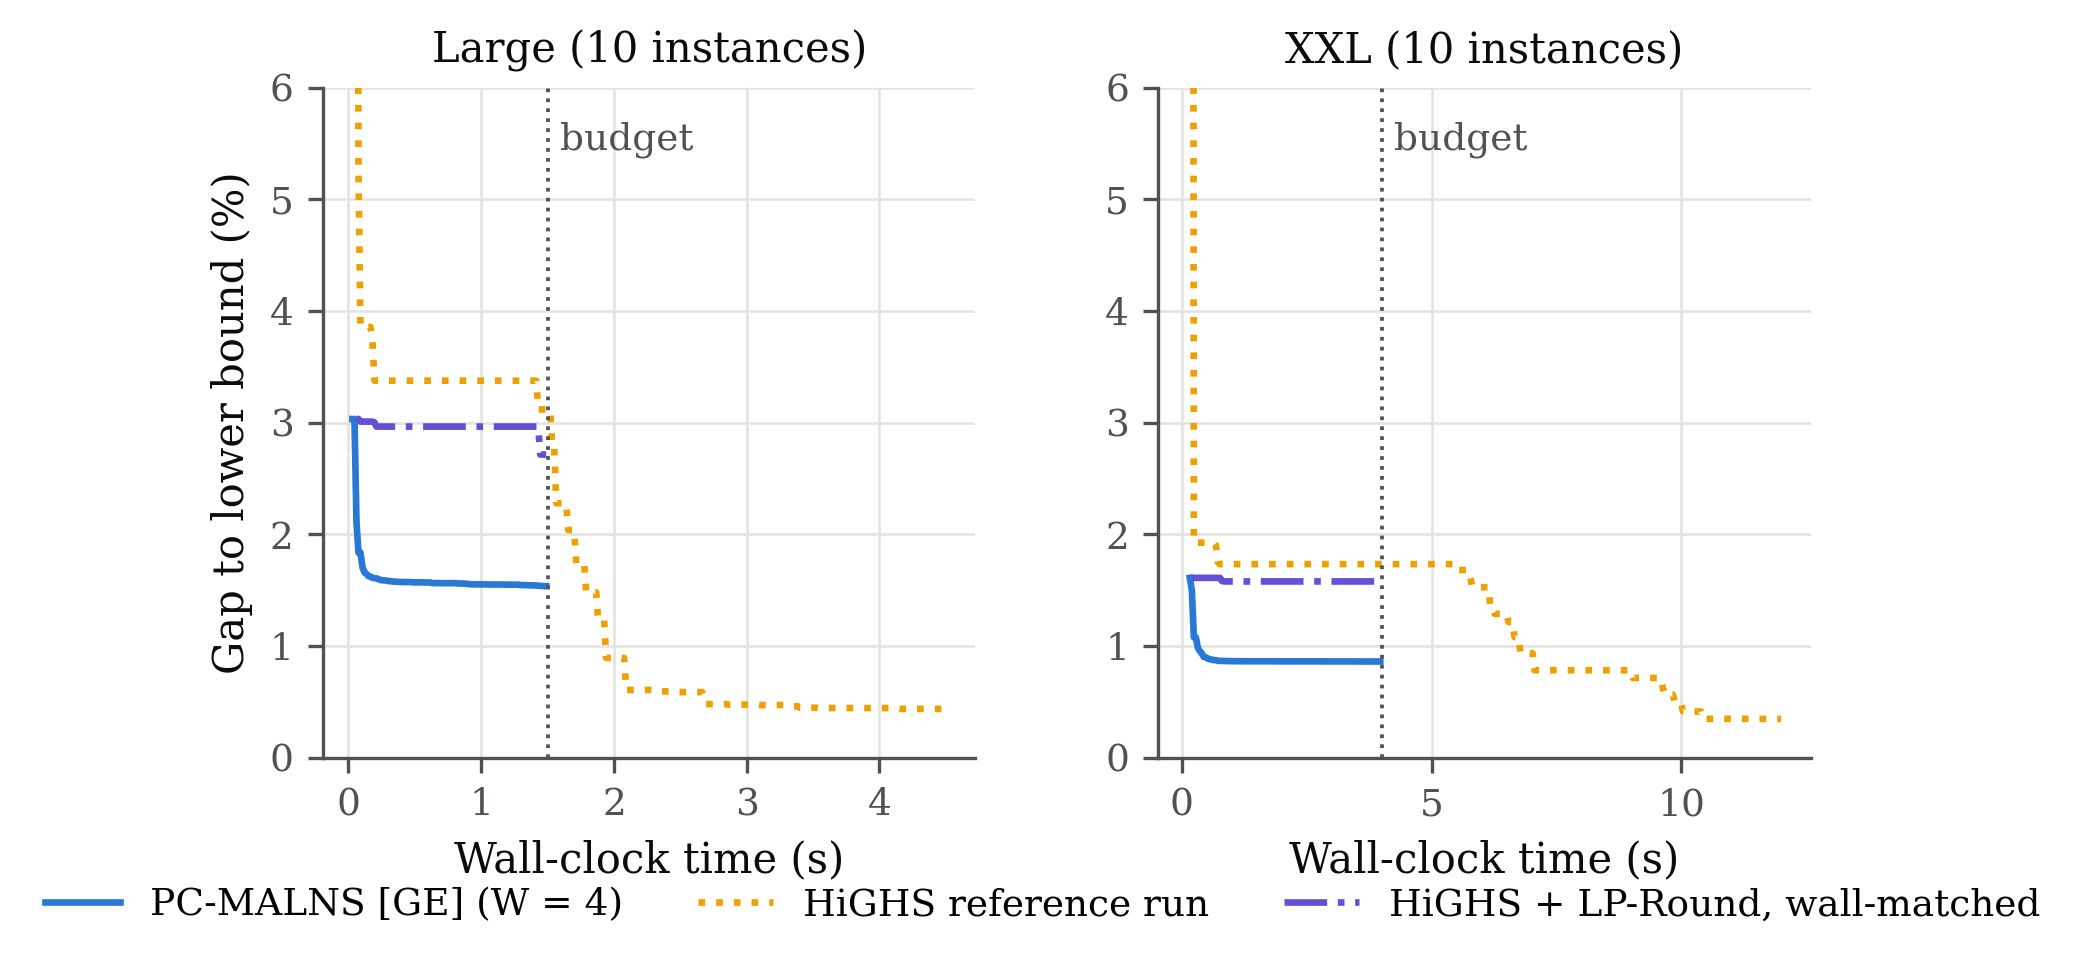 Large (10 instances)
XXL (10 instances)
Gap to lower bound (%)
6
5
4
3
2
1
0
budget
0
1
2
3
4
Wall-clock time (s)
6
5
4
3
2
1
0
budget
0
5
10
Wall-clock time (s)
PC-MALNS [GE] (W = 4)
HiGHS reference run
HiGHS + LP-Round, wall-matched